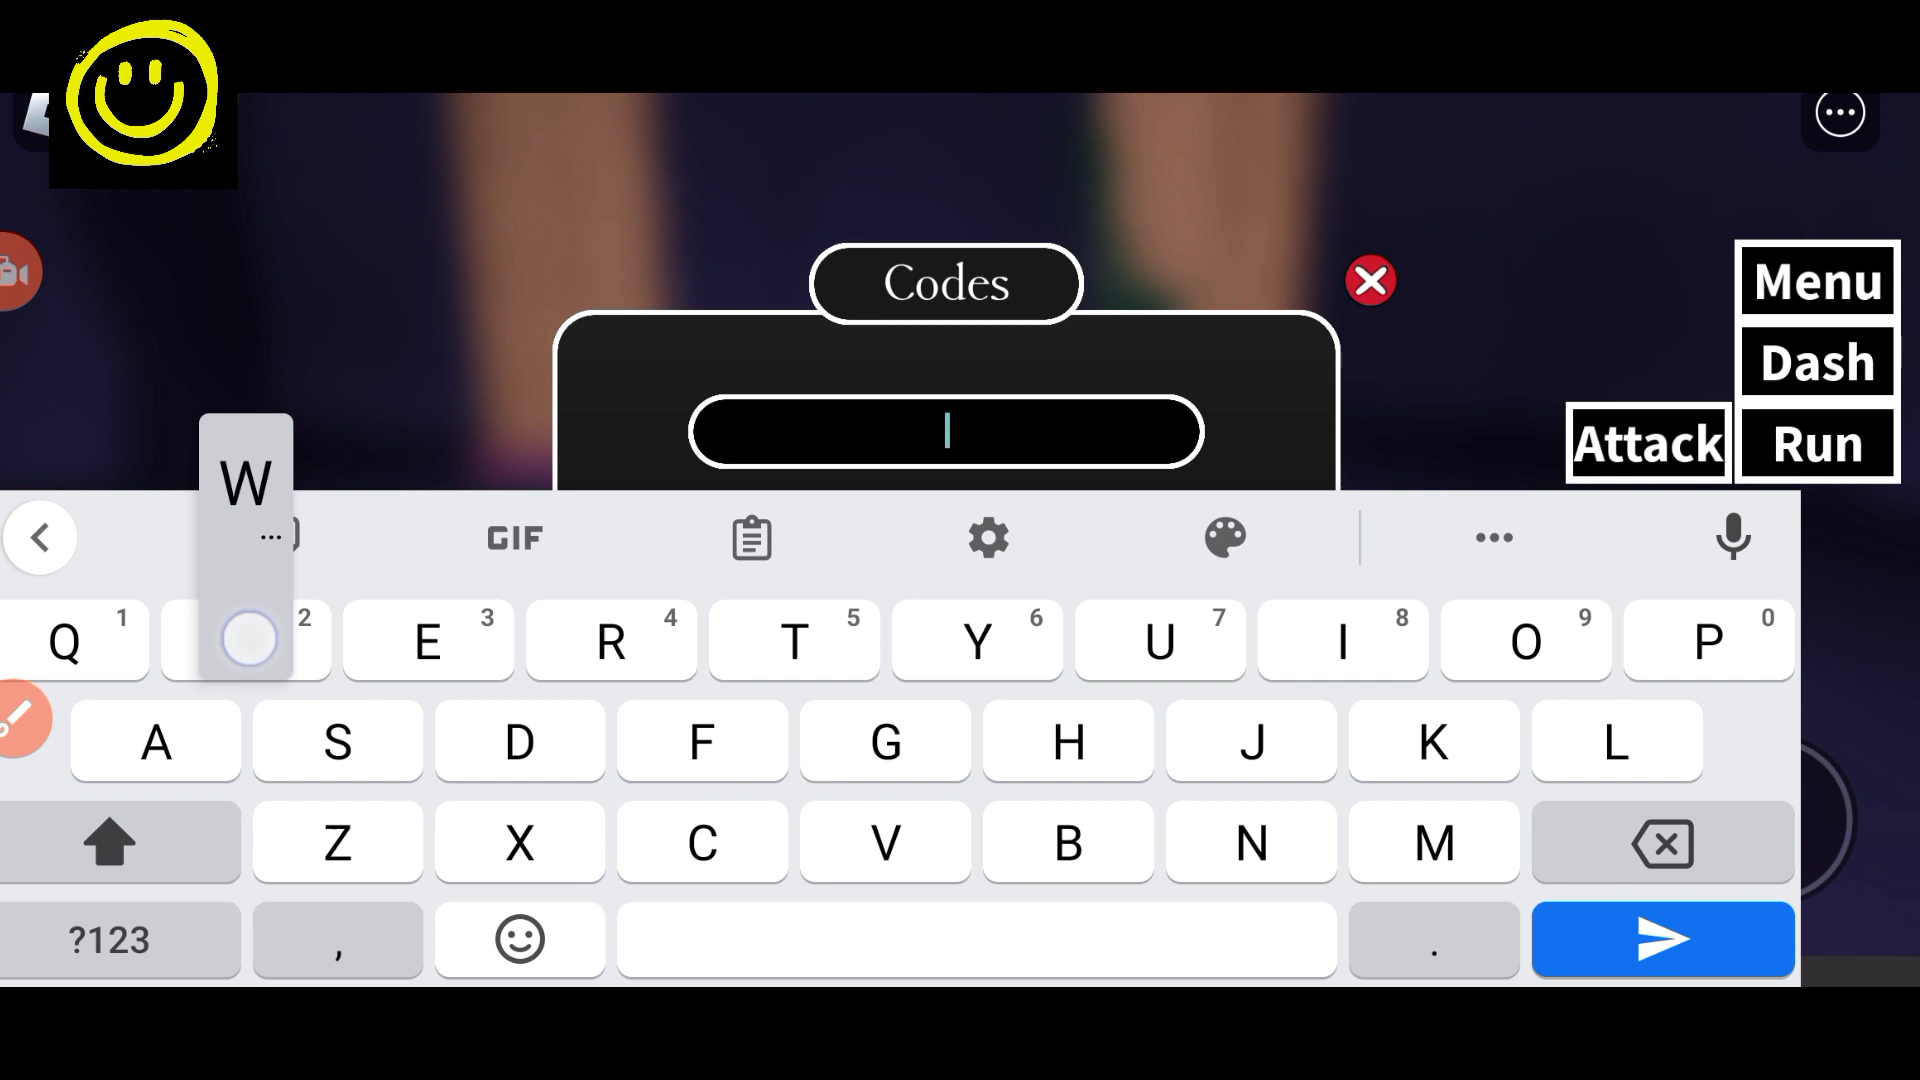 Codes
Menu
Dash
Attack
Run
W
...
GIF
...
Q 1
2
E 3
R 4
T 5
Y 6
U 7
I 8
O 9
P 0
A
S
D
F
G
H
J
K
L
Z
X
C
V
B
N
M
?123
,
.